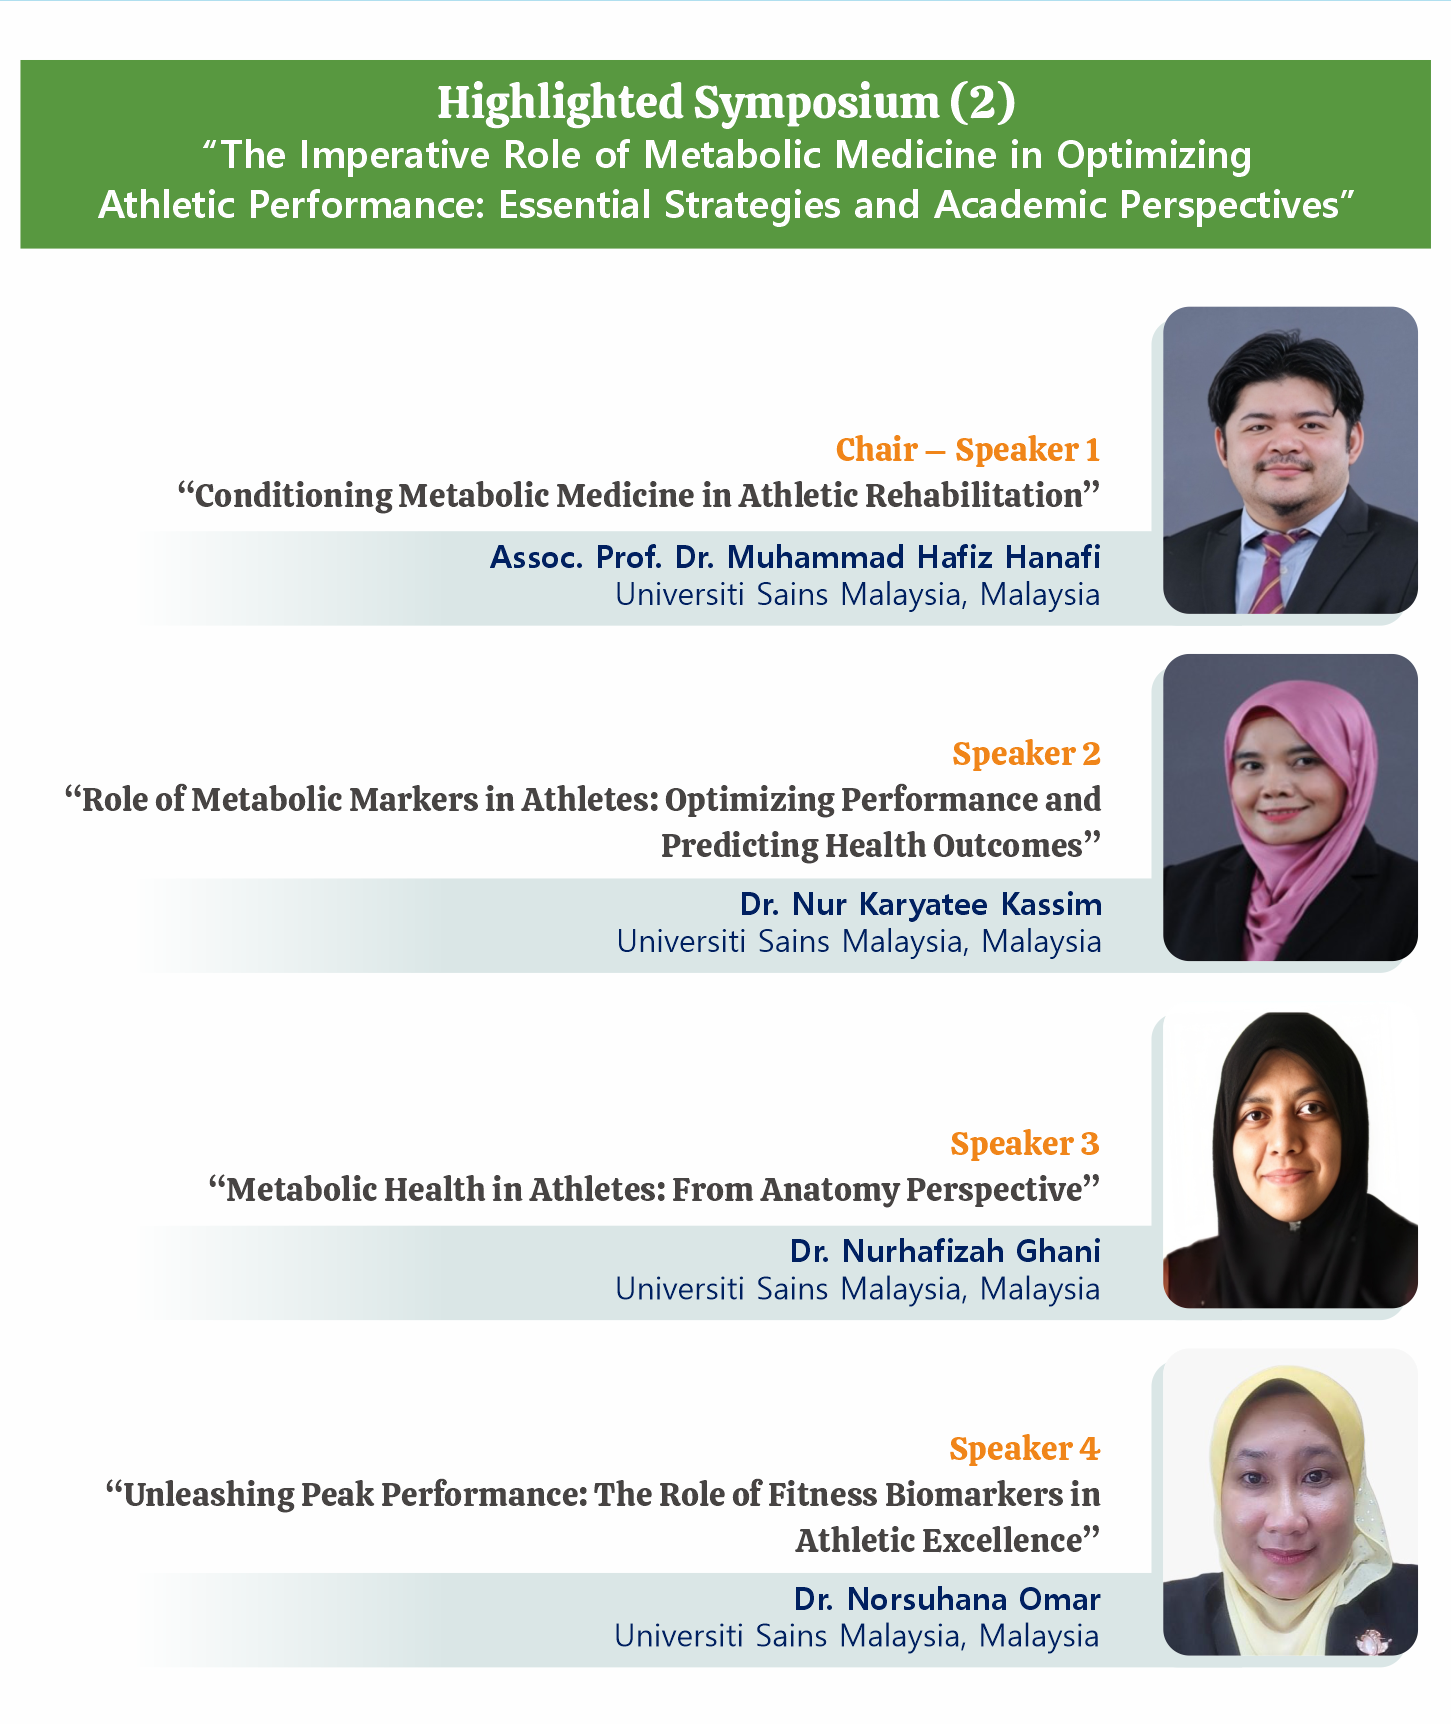 Highlighted Symposium (2)
“The Imperative Role of Metabolic Medicine in Optimizing
Athletic Performance: Essential Strategies and Academic Perspectives”
Chair – Speaker 1
“Conditioning Metabolic Medicine in Athletic Rehabilitation”
Assoc. Prof. Dr. Muhammad Hafiz Hanafi
Universiti Sains Malaysia, Malaysia
Speaker 2
“Role of Metabolic Markers in Athletes: Optimizing Performance and
Predicting Health Outcomes”
Dr. Nur Karyatee Kassim
Universiti Sains Malaysia, Malaysia
Speaker 3
“Metabolic Health in Athletes: From Anatomy Perspective”
Dr. Nurhafizah Ghani
Universiti Sains Malaysia, Malaysia
Speaker 4
“Unleashing Peak Performance: The Role of Fitness Biomarkers in
Athletic Excellence”
Dr. Norsuhana Omar
Universiti Sains Malaysia, Malaysia